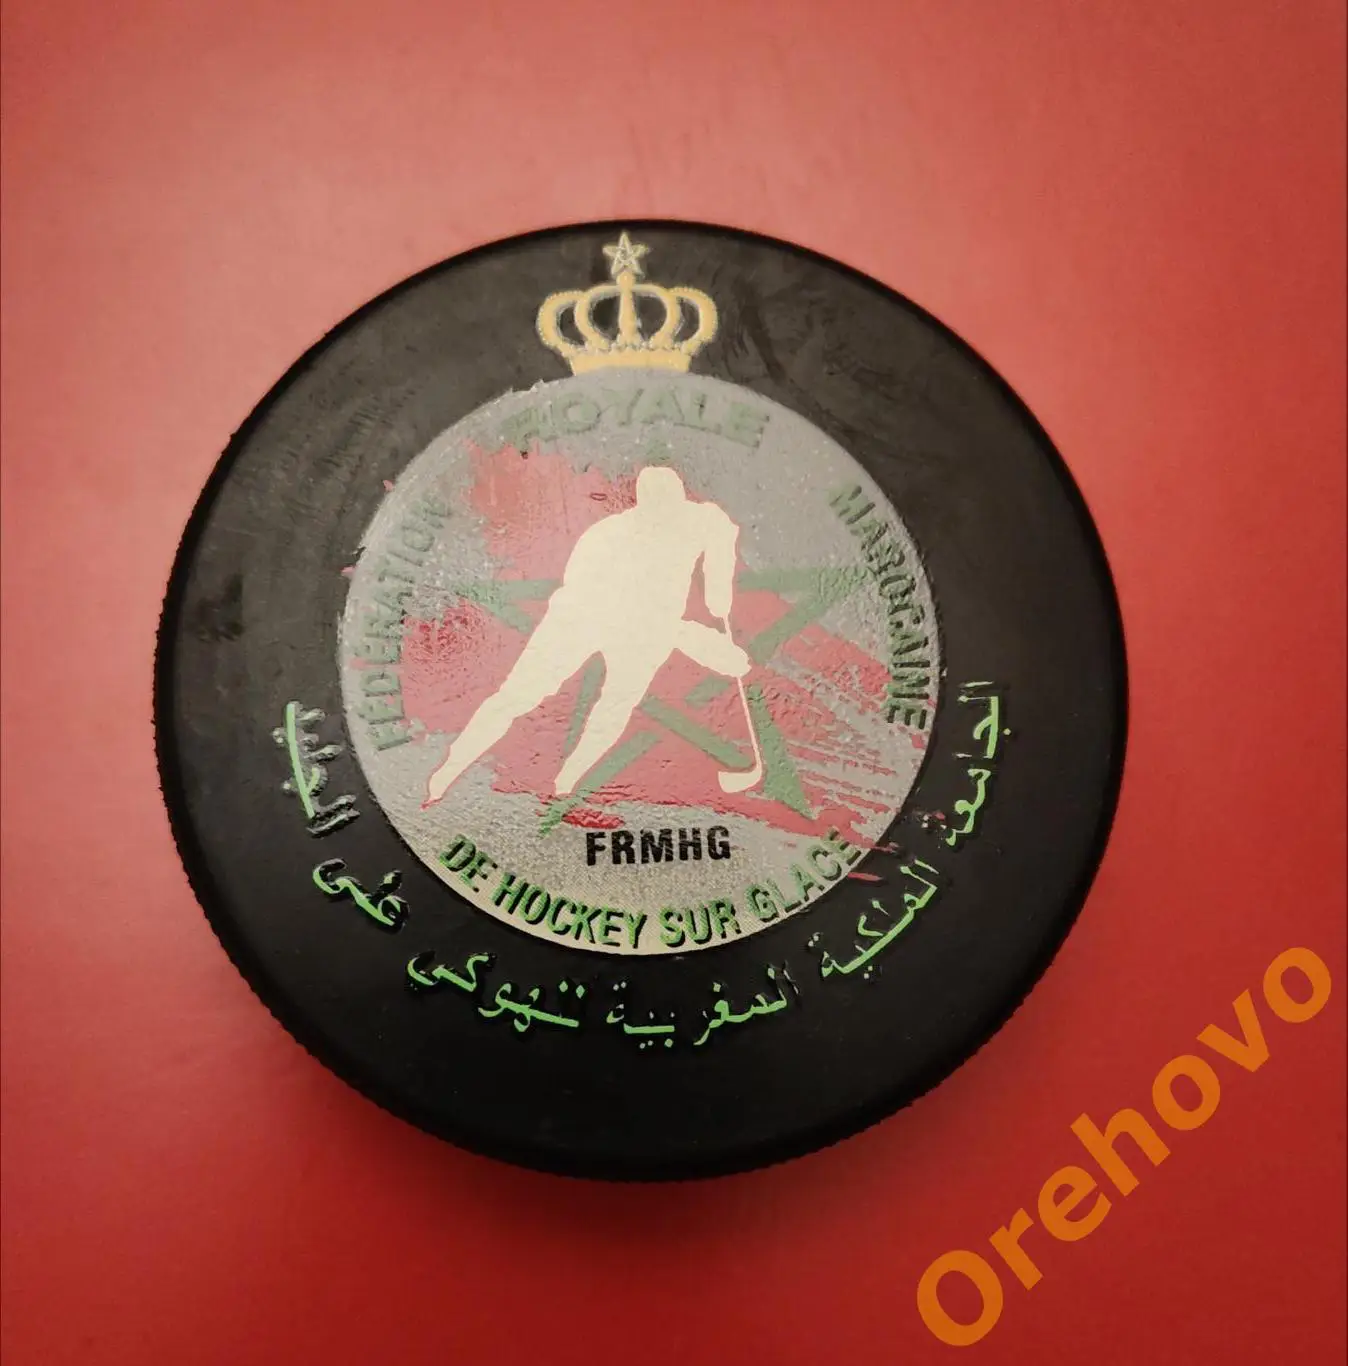 FEDERATION ROYALE MAROCAINE
FRMHG
DE HOCKEY SUR GLACE
الجامعة الملكية المغربية للهوكي على الجليد
Orehovo